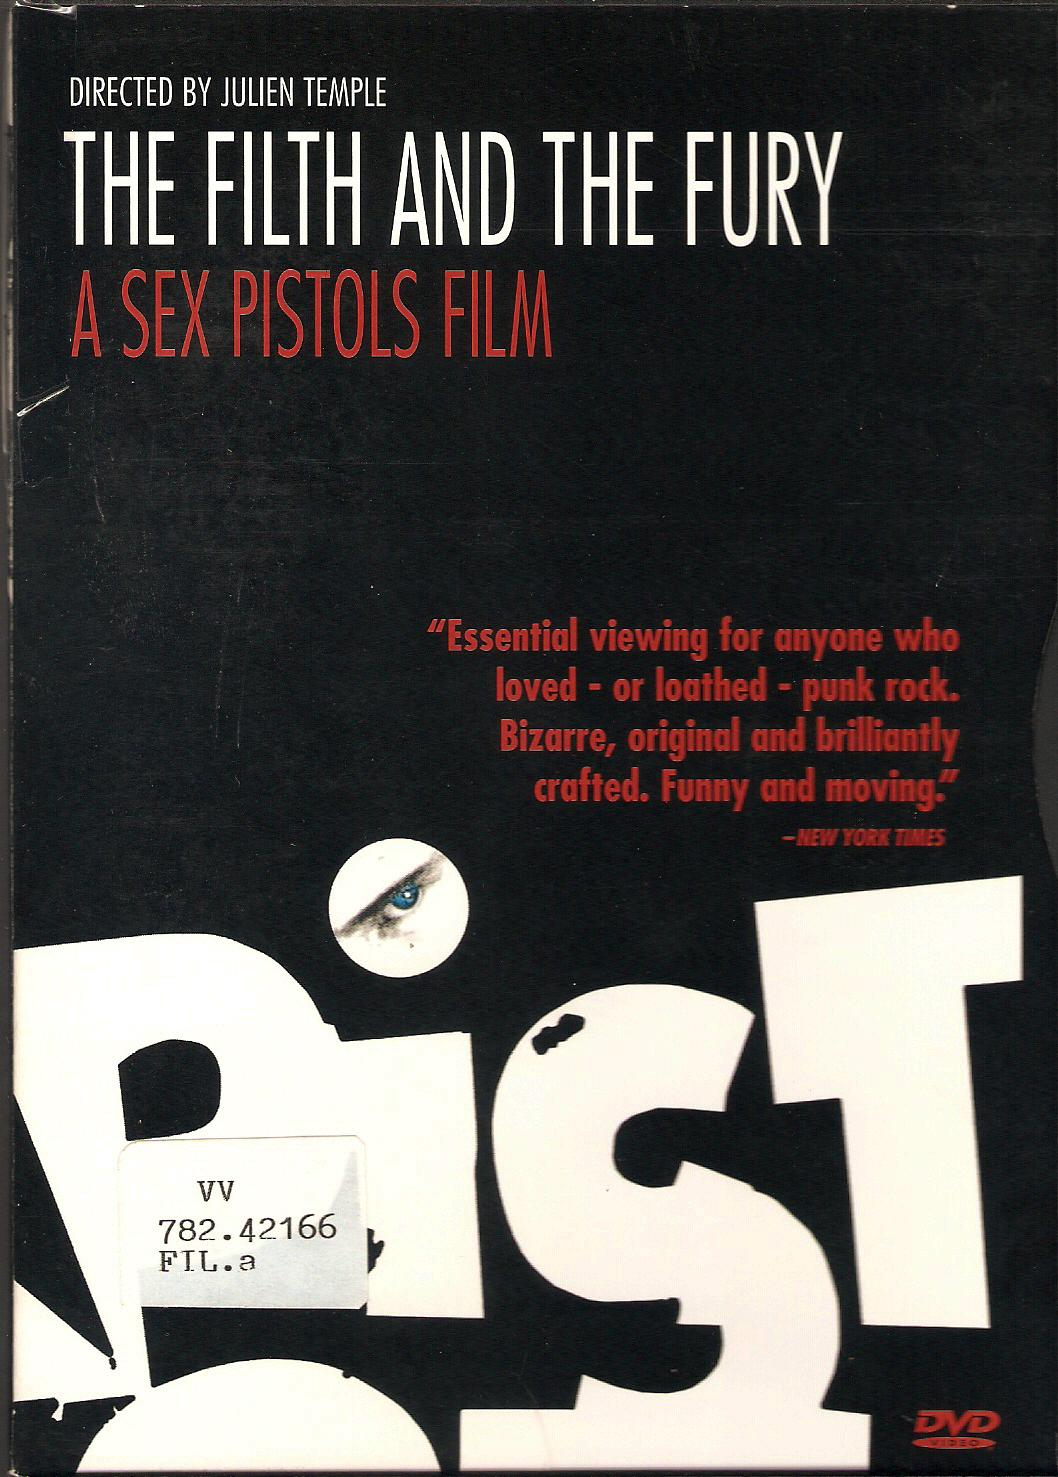 DIRECTED BY JULIEN TEMPLE
THE FILTH AND THE FURY
A SEX PISTOLS FILM
“Essential viewing for anyone who
loved - or loathed - punk rock.
Bizarre, original and brilliantly
crafted. Funny and moving.”
–NEW YORK TIMES
PiST
VV
782.42166
FIL.a
DVD
VIDEO